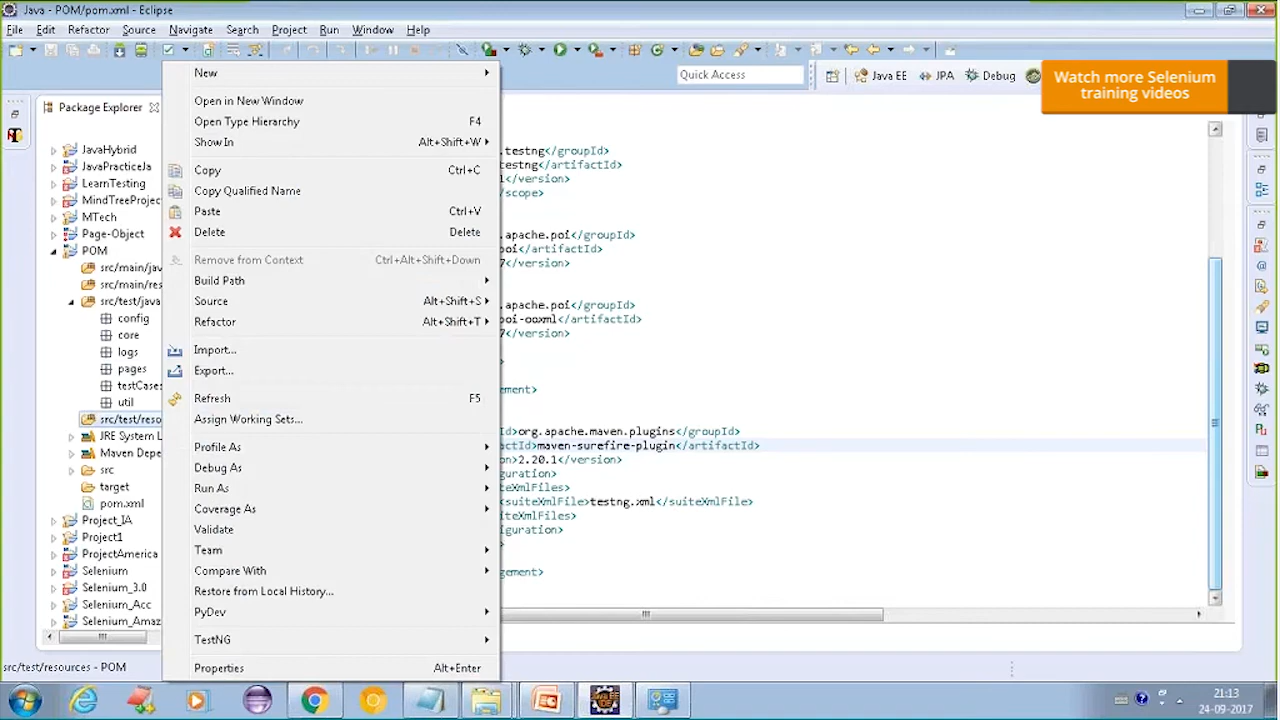 Java - POM/pom.xml - Eclipse
File Edit Refactor Source Navigate Search Project Run Window Help
Quick Access
Java EE
JPA
Debug
Watch more Selenium
training videos
Package Explorer
JavaHybrid
JavaPracticeJa
LearnTesting
MindTreeProjec
MTech
Page-Object
POM
src/main/jav
src/main/res
src/test/java
config
core
logs
pages
testCase
util
src/test/reso
JRE System L
Maven Depe
src
target
pom.xml
Project_IA
Project1
ProjectAmerica
Selenium
Selenium_3.0
Selenium_Acc
Selenium_Amaz
New
Open in New Window
Open Type Hierarchy F4
Show In Alt+Shift+W
Copy Ctrl+C
Copy Qualified Name
Paste Ctrl+V
Delete Delete
Remove from Context Ctrl+Alt+Shift+Down
Build Path
Source Alt+Shift+S
Refactor Alt+Shift+T
Import...
Export...
Refresh F5
Assign Working Sets...
Profile As
Debug As
Run As
Coverage As
Validate
Team
Compare With
Restore from Local History...
PyDev
TestNG
Properties Alt+Enter
.testng</groupId>
testng</artifactId>
</version>
</scope>
.apache.poi</groupId>
poi</artifactId>
7</version>
.apache.poi</groupId>
poi-ooxml</artifactId>
7</version>
>
ement>
Id>org.apache.maven.plugins</groupId>
ctId>maven-surefire-plugin</artifactId>
on>2.20.1</version>
guration>
iteXmlFiles>
<suiteXmlFile>testng.xml</suiteXmlFile>
iteXmlFiles>
iguration>
>
gement>
src/test/resources - POM
21:13
24-09-2017